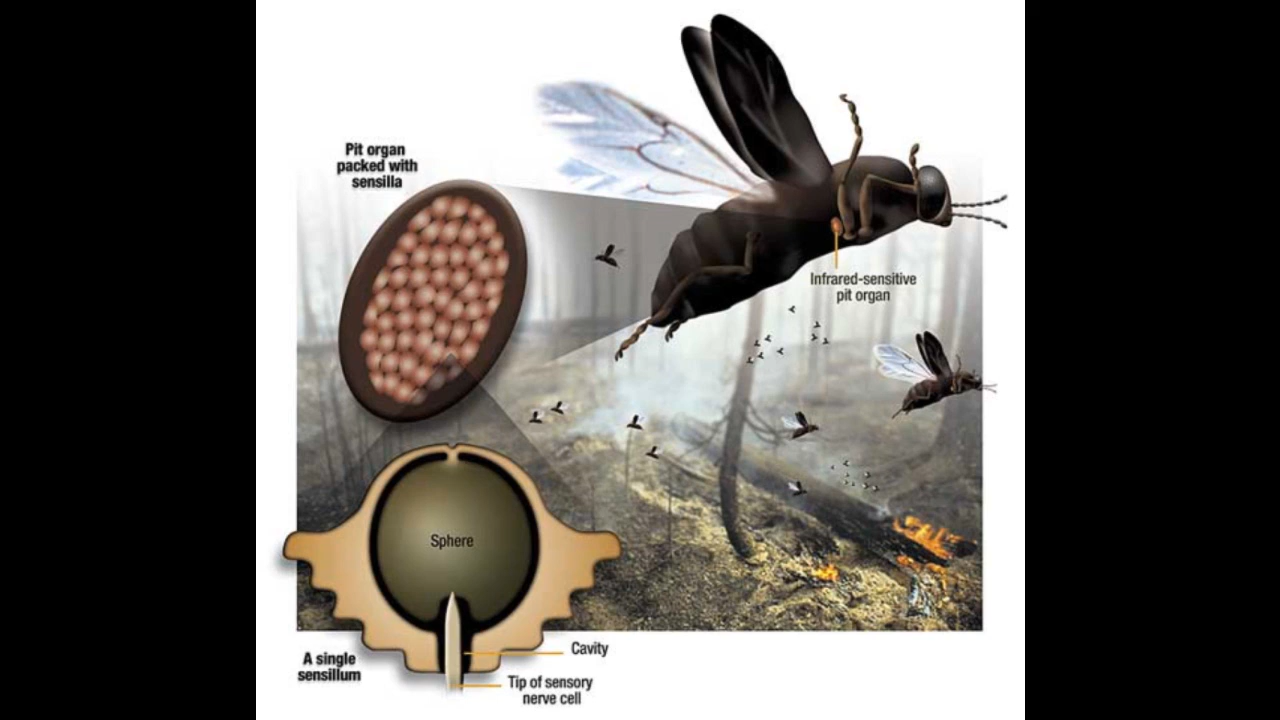 Pit organ
packed with
sensilla
Infrared-sensitive
pit organ
Sphere
Cavity
A single
sensillum
Tip of sensory
nerve cell